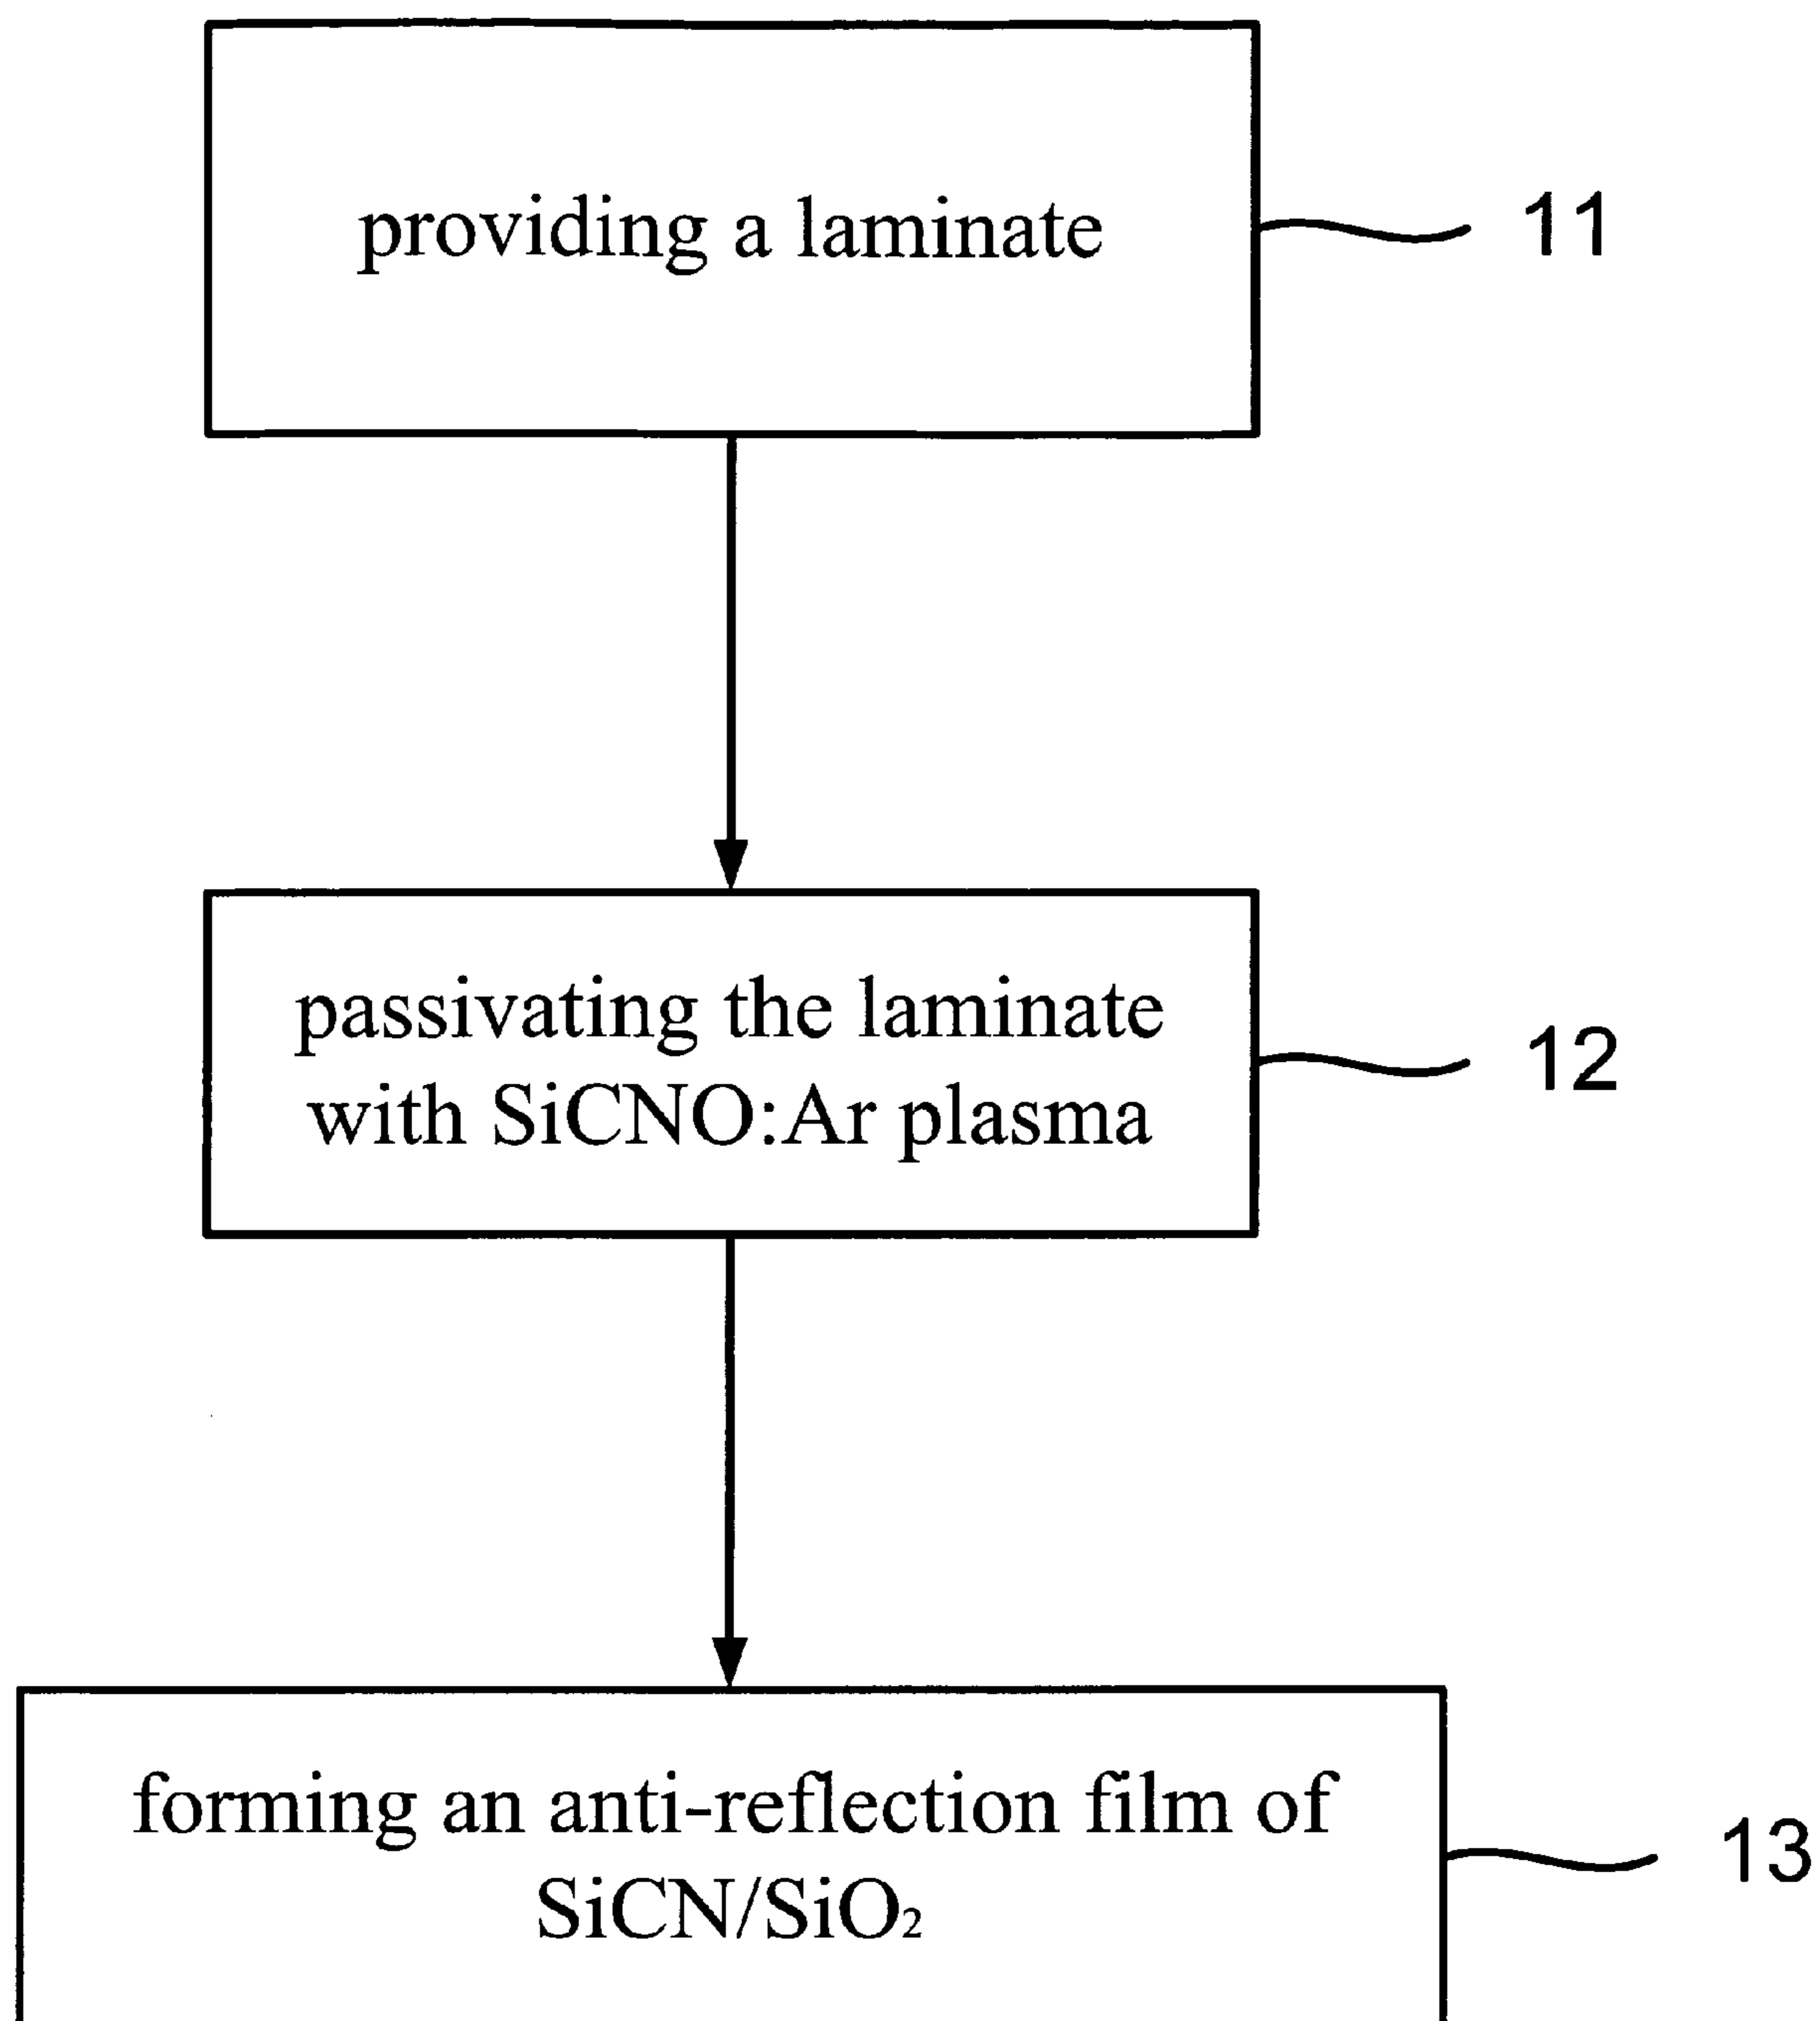 providing a laminate
11
passivating the laminate
with SiCNO:Ar plasma
12
forming an anti-reflection film of
SiCN/SiO₂
13